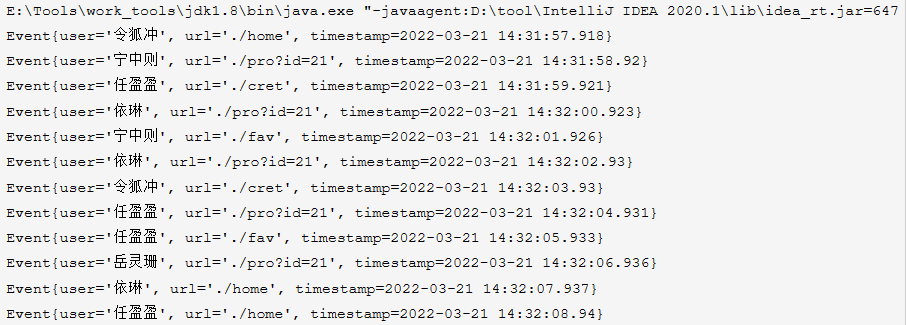 E:\Tools\work_tools\jdk1.8\bin\java.exe "-javaagent:D:\tool\IntelliJ IDEA 2020.1\lib\idea_rt.jar=647
Event{user='令狐冲', url='./home', timestamp=2022-03-21 14:31:57.918}
Event{user='宁中则', url='./pro?id=21', timestamp=2022-03-21 14:31:58.92}
Event{user='任盈盈', url='./cret', timestamp=2022-03-21 14:31:59.921}
Event{user='依琳', url='./pro?id=21', timestamp=2022-03-21 14:32:00.923}
Event{user='宁中则', url='./fav', timestamp=2022-03-21 14:32:01.926}
Event{user='依琳', url='./pro?id=21', timestamp=2022-03-21 14:32:02.93}
Event{user='令狐冲', url='./cret', timestamp=2022-03-21 14:32:03.93}
Event{user='任盈盈', url='./pro?id=21', timestamp=2022-03-21 14:32:04.931}
Event{user='任盈盈', url='./fav', timestamp=2022-03-21 14:32:05.933}
Event{user='岳灵珊', url='./pro?id=21', timestamp=2022-03-21 14:32:06.936}
Event{user='依琳', url='./home', timestamp=2022-03-21 14:32:07.937}
Event{user='任盈盈', url='./home', timestamp=2022-03-21 14:32:08.94}